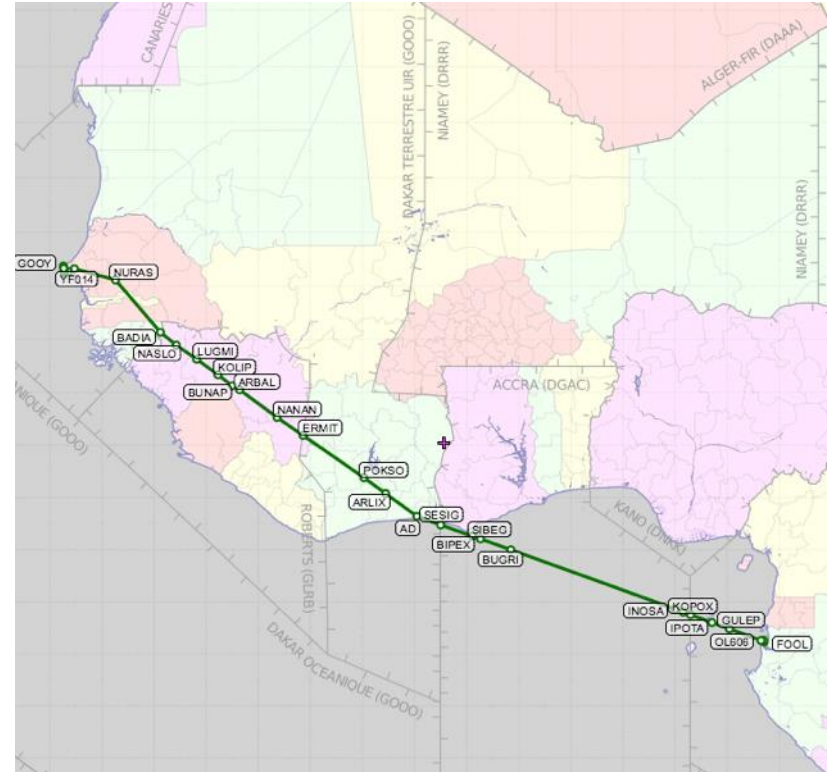 CANARIES
ALGER-FIR (DAAA)
DAKAR TERRESTRE UIR (GOOO)
NIAMEY (DRRR)
NIAMEY (DRRR)
GOOY
YF014
NURAS
BADIA
NASLO
LUGMI
KOLIP
BUNAP
ARBAL
ACCRA (DGAC)
NANAN
ERMIT
POKSO
ARLIX
AD
SESIG
BIPEX
SIBEG
BUGRI
KANO (DNKK)
ROBERTS (GLRB)
ANIQUE (GOOO)
DAKAR OCEANIQUE (GOOO)
INOSA
KOPOX
IPOTA
GULEP
OL606
FOOL